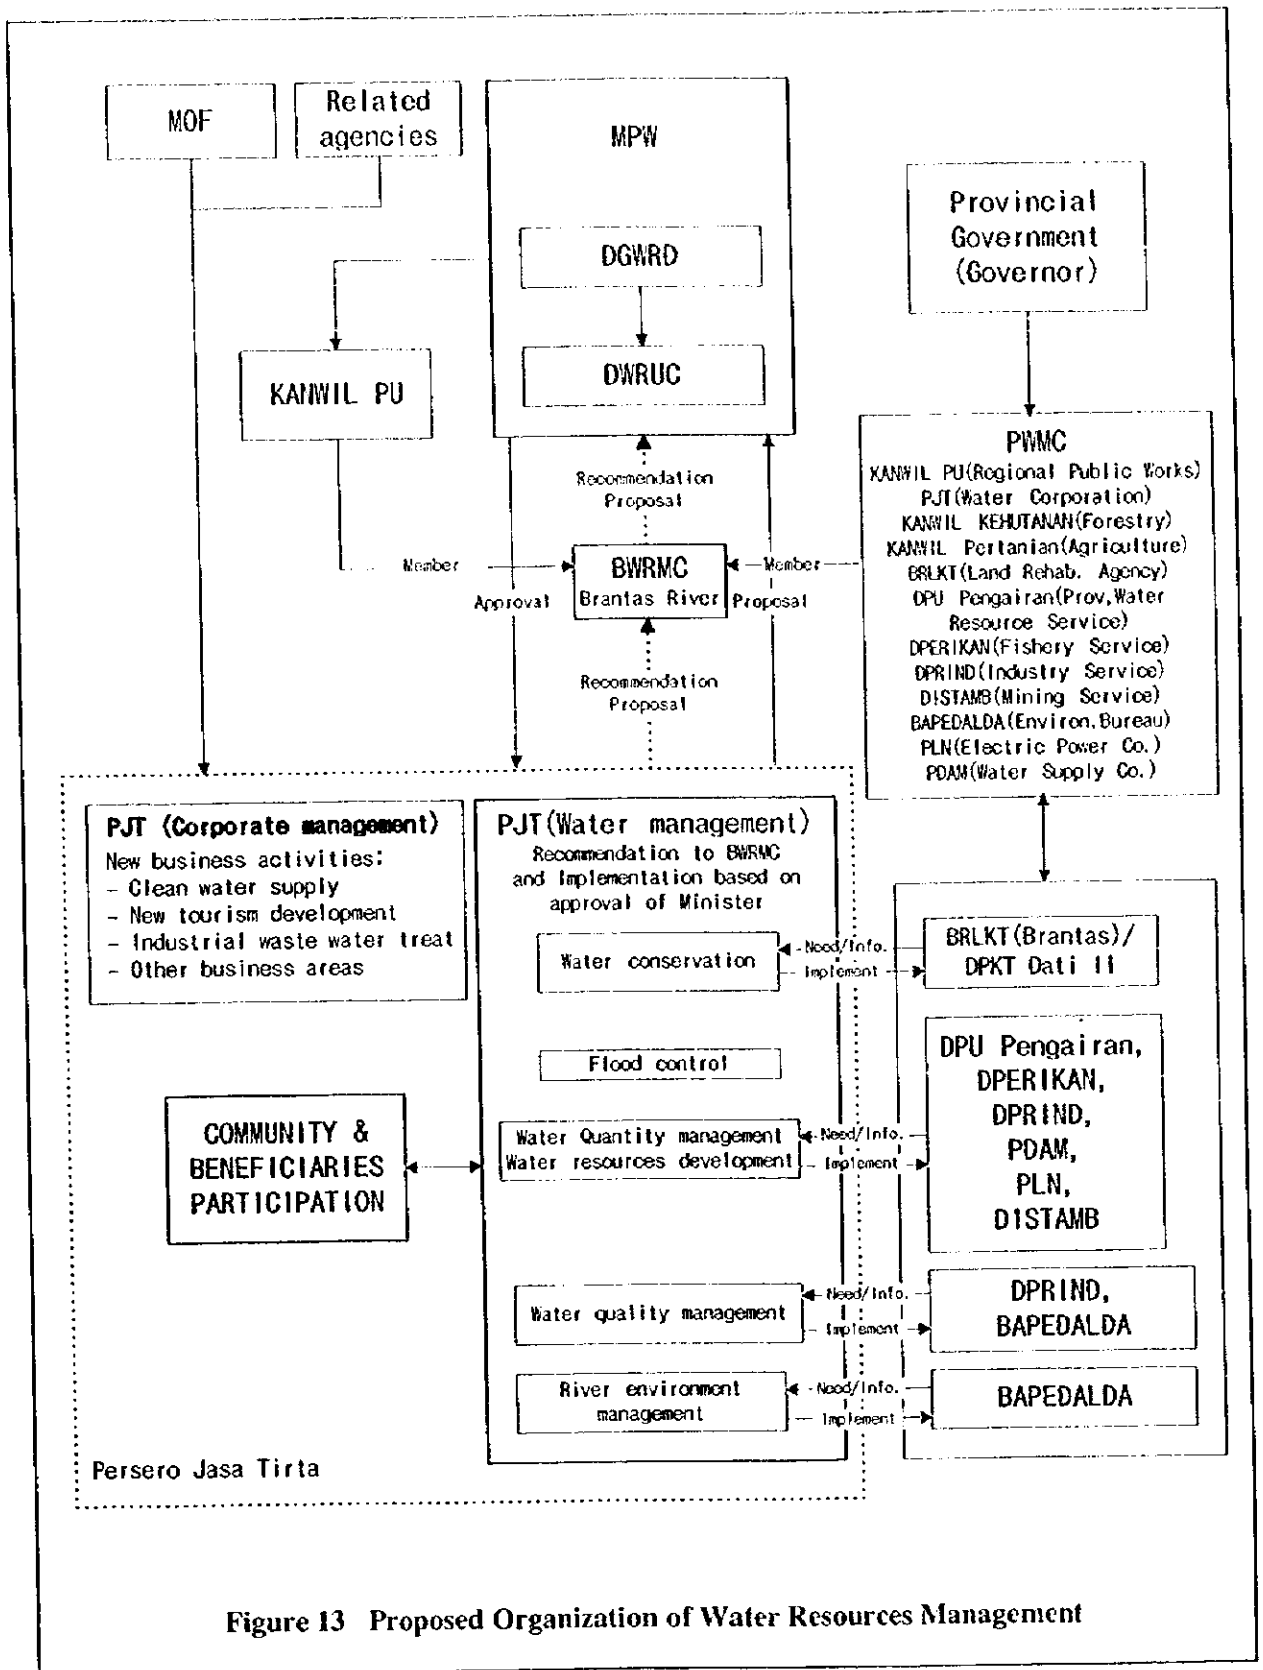 MOF
Related
agencies
MPW
DGWRD
DWRUC
Provincial
Government
(Governor)
KANWIL PU
PWMC
KANWIL PU(Regional Public Works)
PJT(Water Corporation)
KANWIL KEHUTANAN(Forestry)
KANWIL Pertanian(Agriculture)
BRLKT(Land Rehab. Agency)
DPU Pengairan(Prov,Water
Resource Service)
DPERIKAN(Fishery Service)
DPRIND(Industry Service)
DISTAMB(Mining Service)
BAPEDALDA(Environ.Bureau)
PLN(Electric Power Co.)
PDAM(Water Supply Co.)
Recommendation
Proposal
Member
BWRMC
Brantas River
Member
Approval
Proposal
Recommendation
Proposal
PJT (Corporate management)
New business activities:
- Clean water supply
- New tourism development
- Industrial waste water treat
- Other business areas
PJT(Water management)
Recommendation to BWRMC
and Implementation based on
approval of Minister
Water conservation
Need/Info.
Implement
BRLKT(Brantas)/
DPKT Dati II
Flood control
COMMUNITY &
BENEFICIARIES
PARTICIPATION
Water Quantity management
Water resources development
Need/Info.
Implement
DPU Pengairan,
DPERIKAN,
DPRIND,
PDAM,
PLN,
DISTAMB
Water quality management
Need/Info.
Implement
DPRIND,
BAPEDALDA
River environment
management
Need/Info.
Implement
BAPEDALDA
Persero Jasa Tirta
Figure 13 Proposed Organization of Water Resources Management